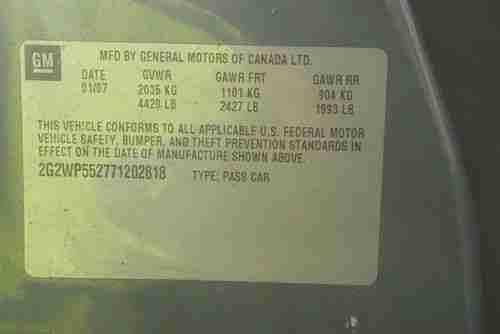 GM
MFD BY GENERAL MOTORS OF CANADA LTD.
DATE GVWR GAWR FRT GAWR RR
01/07 2035 KG 1101 KG 904 KG
4420 LB 2427 LB 1993 LB
THIS VEHICLE CONFORMS TO ALL APPLICABLE U.S. FEDERAL MOTOR
VEHICLE SAFETY, BUMPER, AND THEFT PREVENTION STANDARDS IN
EFFECT ON THE DATE OF MANUFACTURE SHOWN ABOVE.
2G2WP552771202818 TYPE: PASS CAR